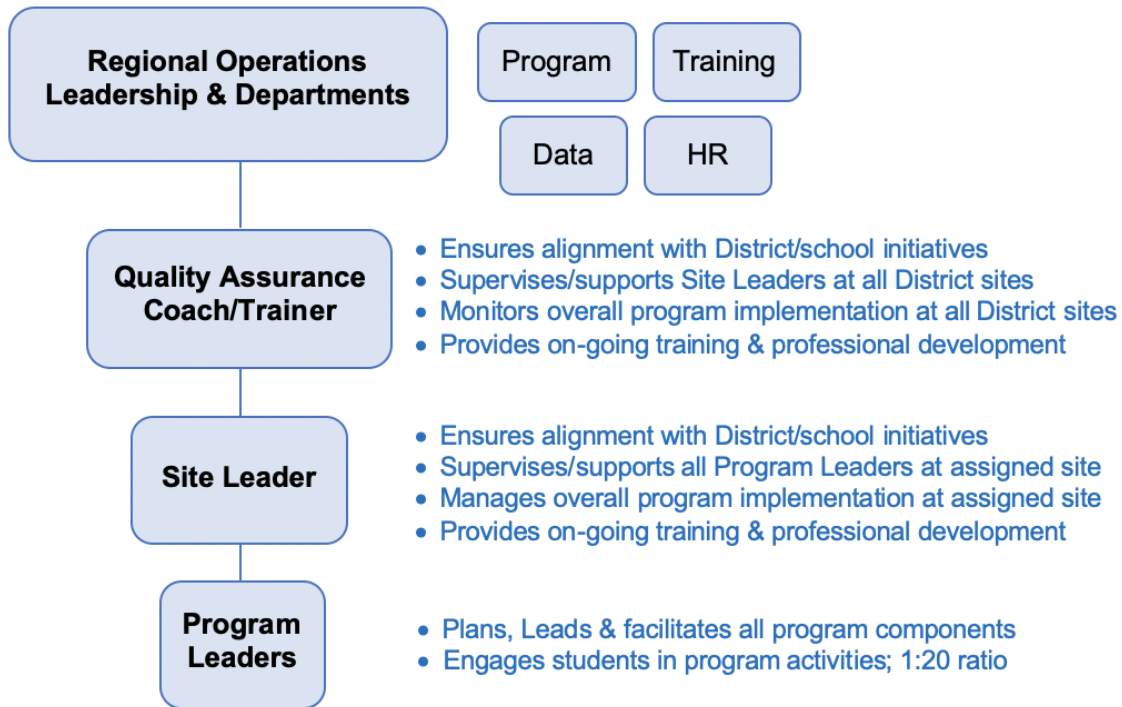 Regional Operations
Leadership & Departments
Program
Training
Data
HR
Quality Assurance
Coach/Trainer
• Ensures alignment with District/school initiatives
• Supervises/supports Site Leaders at all District sites
• Monitors overall program implementation at all District sites
• Provides on-going training & professional development
Site Leader
• Ensures alignment with District/school initiatives
• Supervises/supports all Program Leaders at assigned site
• Manages overall program implementation at assigned site
• Provides on-going training & professional development
Program
Leaders
• Plans, Leads & facilitates all program components
• Engages students in program activities; 1:20 ratio